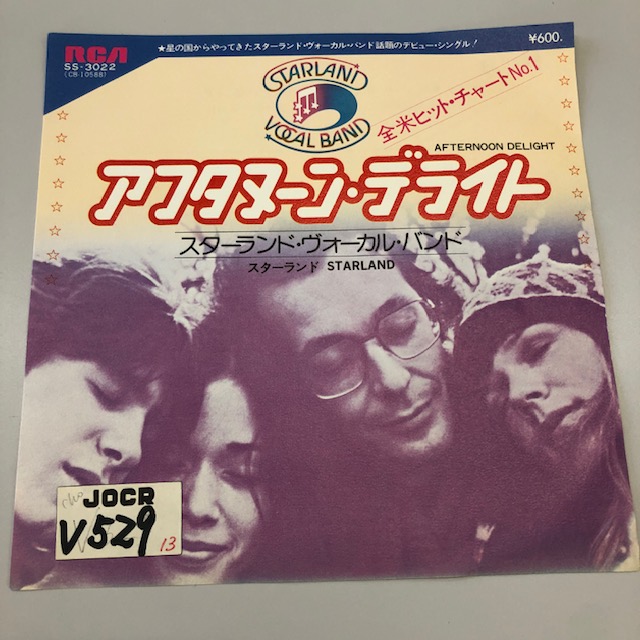 RCA
SS-3022
(CB-10588)
★星の国からやってきたスターランド・ヴォーカル・バンド話題のデビュー・シングル!
¥600.
STARLAND
VOCAL BAND
全米ヒット・チャートNo.1
AFTERNOON DELIGHT
アフタヌーン・デライト
スターランド・ヴォーカル・バンド
スターランド STARLAND
JOCR
V529
13